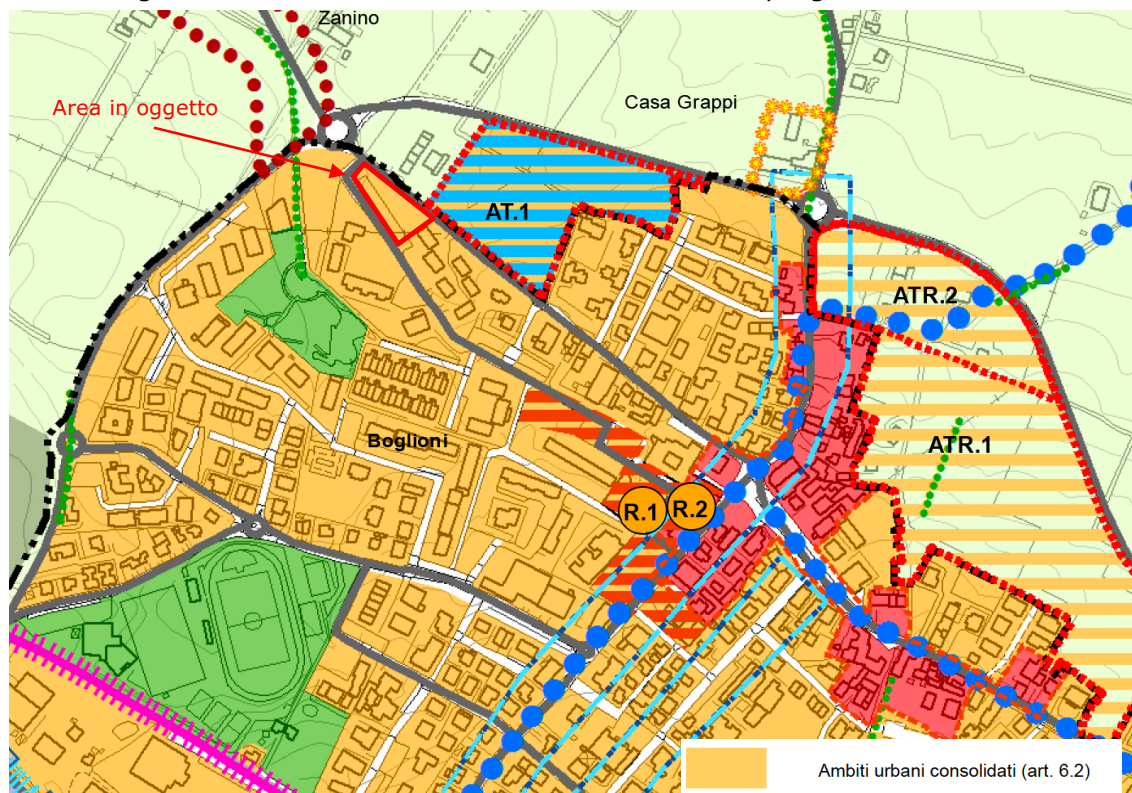 Zanino
Area in oggetto
Casa Grappi
AT.1
ATR.2
ATR.1
Boglioni
R.1
R.2
Ambiti urbani consolidati (art. 6.2)